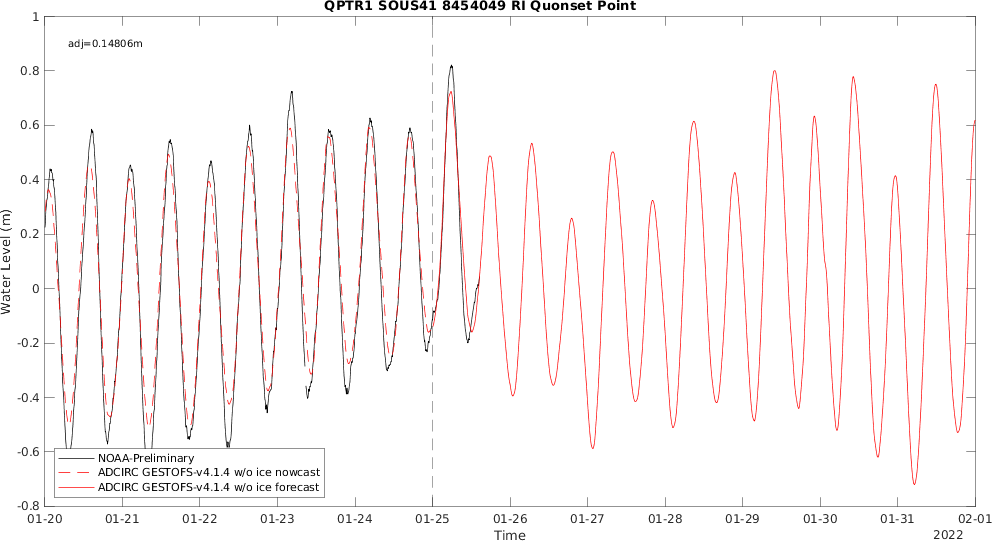 QPTR1 SOUS41 8454049 RI Quonset Point
adj=0.14806m
1
0.8
0.6
0.4
0.2
0
-0.2
-0.4
-0.6
-0.8
Water Level (m)
NOAA-Preliminary
ADCIRC GESTOFS-v4.1.4 w/o ice nowcast
ADCIRC GESTOFS-v4.1.4 w/o ice forecast
01-20 01-21 01-22 01-23 01-24 01-25 01-26 01-27 01-28 01-29 01-30 01-31 02-01
Time
2022